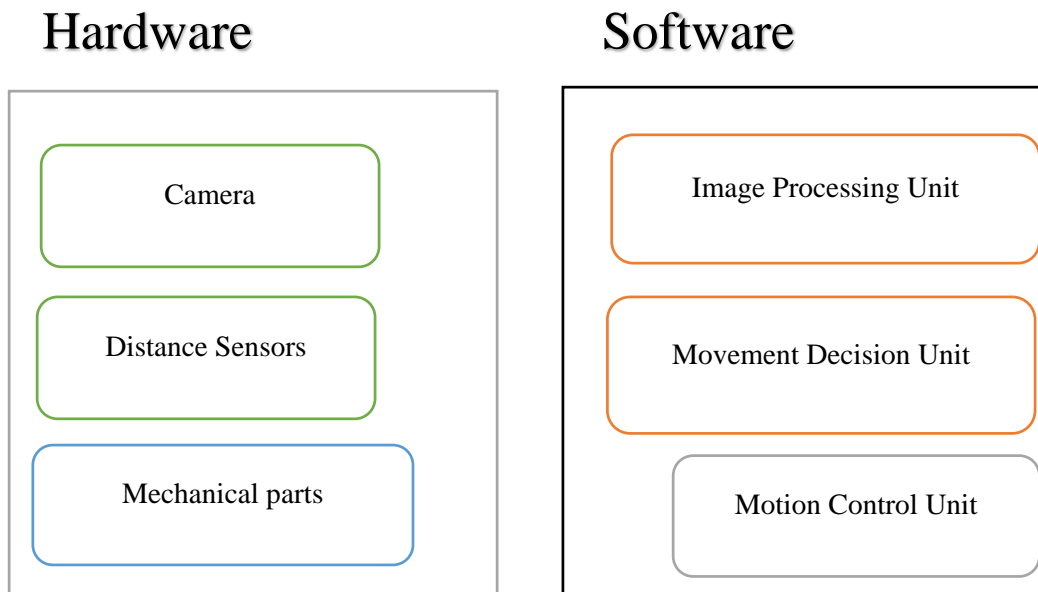 Hardware
Software
Camera
Distance Sensors
Mechanical parts
Image Processing Unit
Movement Decision Unit
Motion Control Unit